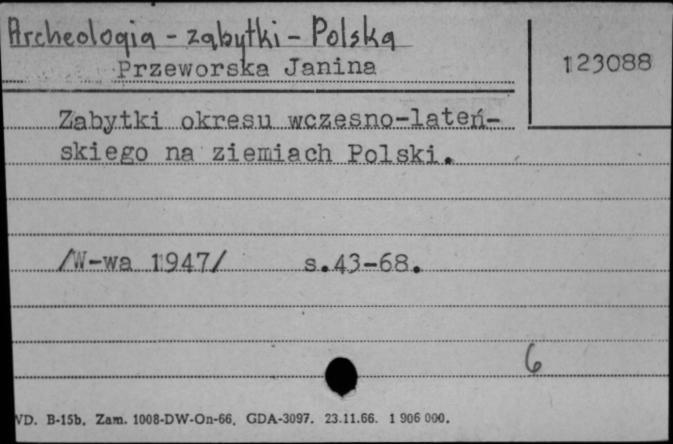 Archeologia - zabytki - Polska
Przeworska Janina
123088
Zabytki okresu wczesno-lateń-
skiego na ziemiach Polski.
/W-wa 1947/ s.43-68.
6
WD. B-15b. Zam. 1008-DW-On-66. GDA-3097. 23.11.66. 1 906 000.